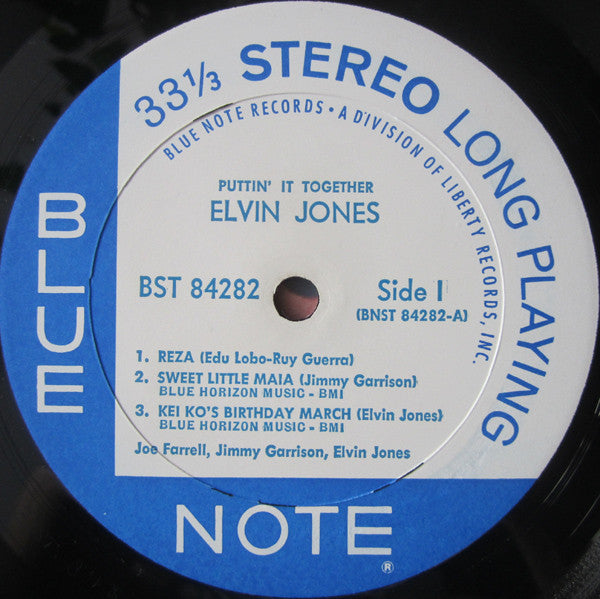 33⅓ STEREO LONG PLAYING
BLUE NOTE RECORDS • A DIVISION OF LIBERTY RECORDS, INC.
PUTTIN' IT TOGETHER
ELVIN JONES
BST 84282
Side I
(BNST 84282-A)
1. REZA (Edu Lobo-Ruy Guerra)
2. SWEET LITTLE MAIA (Jimmy Garrison)
BLUE HORIZON MUSIC - BMI
3. KEI KO'S BIRTHDAY MARCH (Elvin Jones)
BLUE HORIZON MUSIC - BMI
Joe Farrell, Jimmy Garrison, Elvin Jones
BLUE
NOTE
®